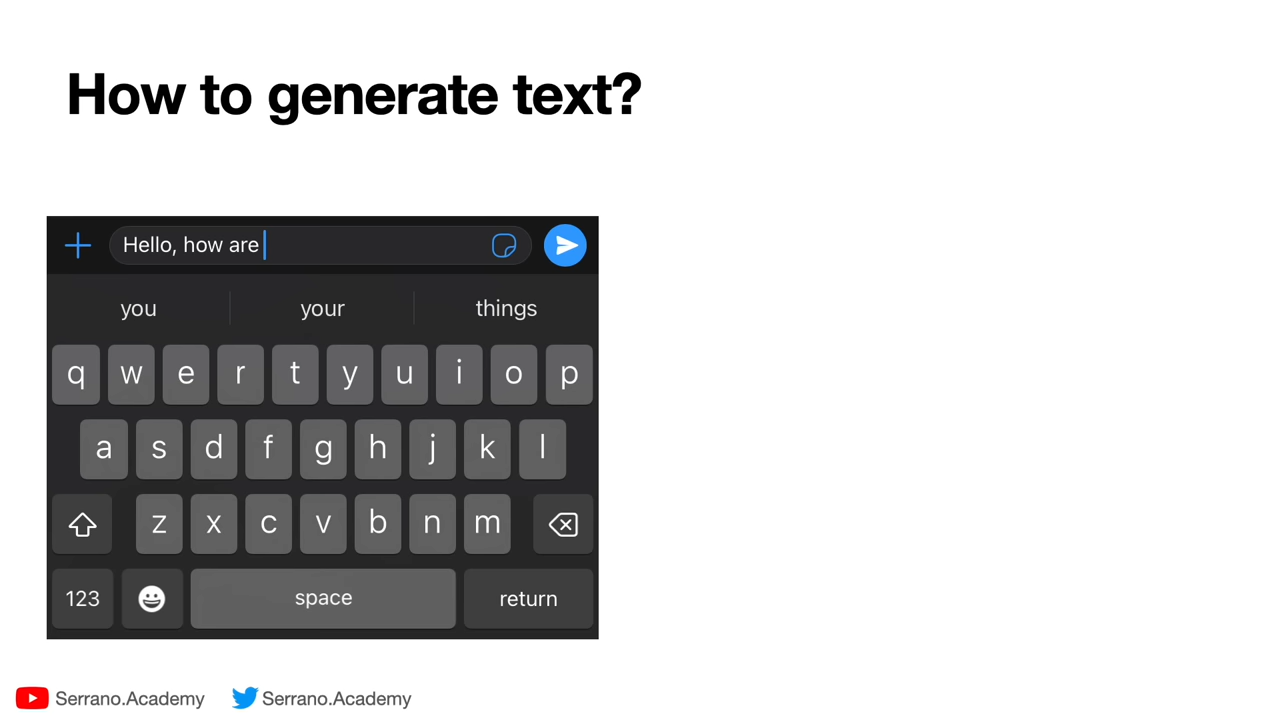 How to generate text?
Hello, how are
you your things
q w e r t y u i o p
a s d f g h j k l
z x c v b n m
123 space return
Serrano.Academy Serrano.Academy